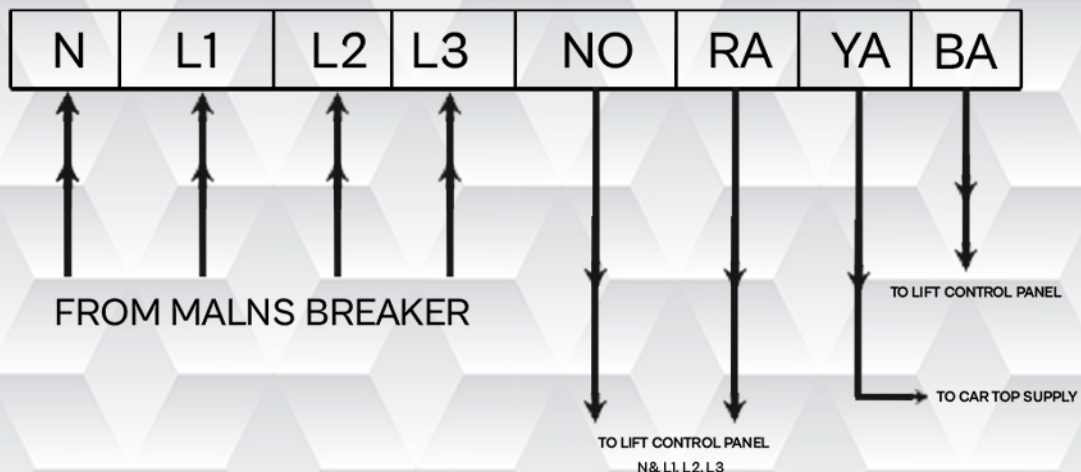 N L1 L2 L3 NO RA YA BA
FROM MALNS BREAKER
TO LIFT CONTROL PANEL
TO CAR TOP SUPPLY
TO LIFT CONTROL PANEL
N& L1, L2, L3